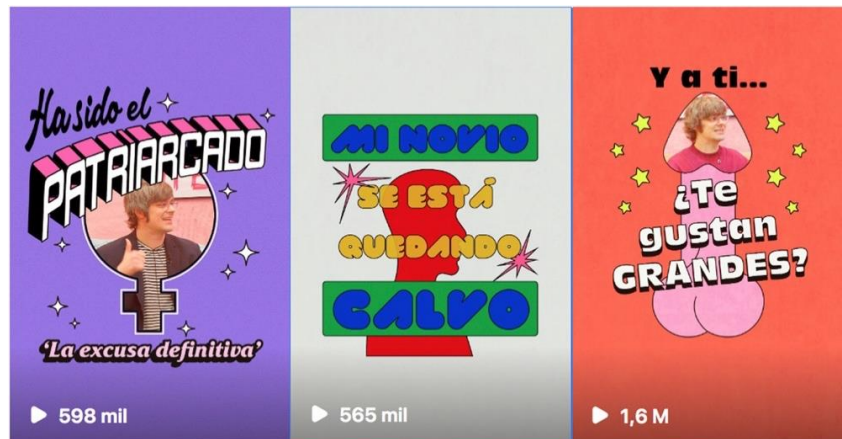 Ha sido el
PATRIARCADO
'La excusa definitiva'
598 mil
MI NOVIO
SE ESTÁ
QUEDANDO
CALVO
565 mil
Y a ti...
¿Te
gustan
GRANDES?
1,6 M